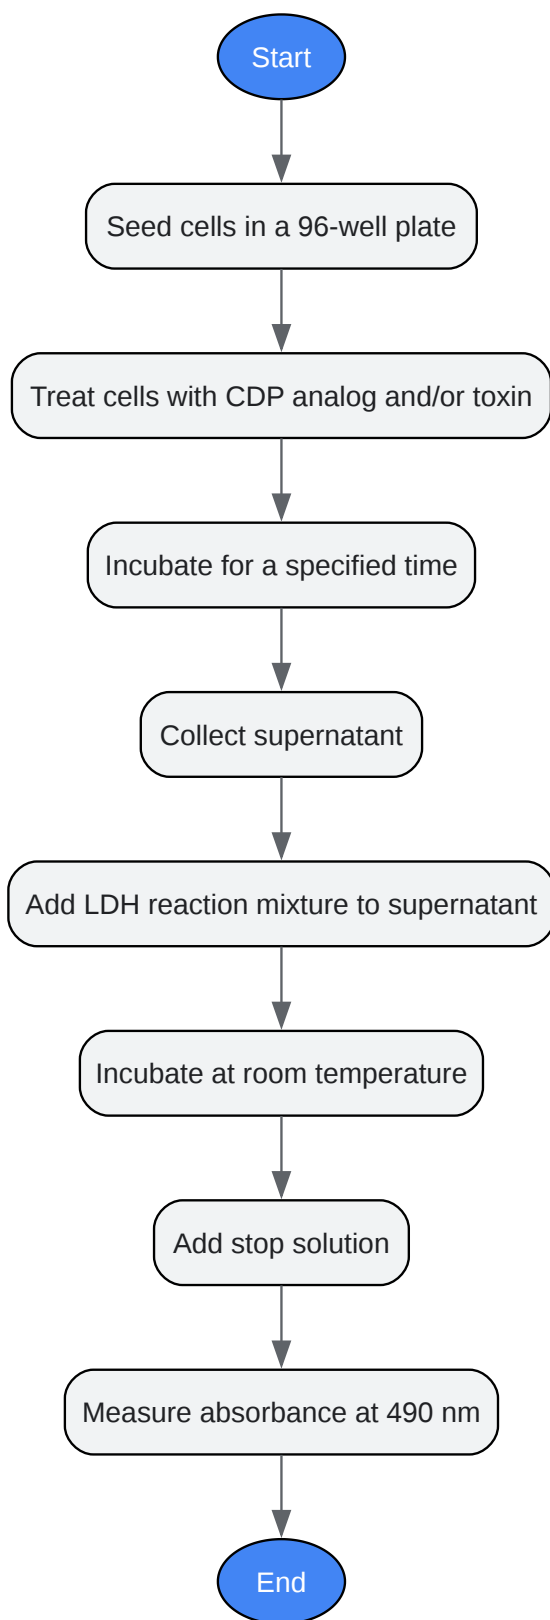 Start
Seed cells in a 96-well plate
Treat cells with CDP analog and/or toxin
Incubate for a specified time
Collect supernatant
Add LDH reaction mixture to supernatant
Incubate at room temperature
Add stop solution
Measure absorbance at 490 nm
End